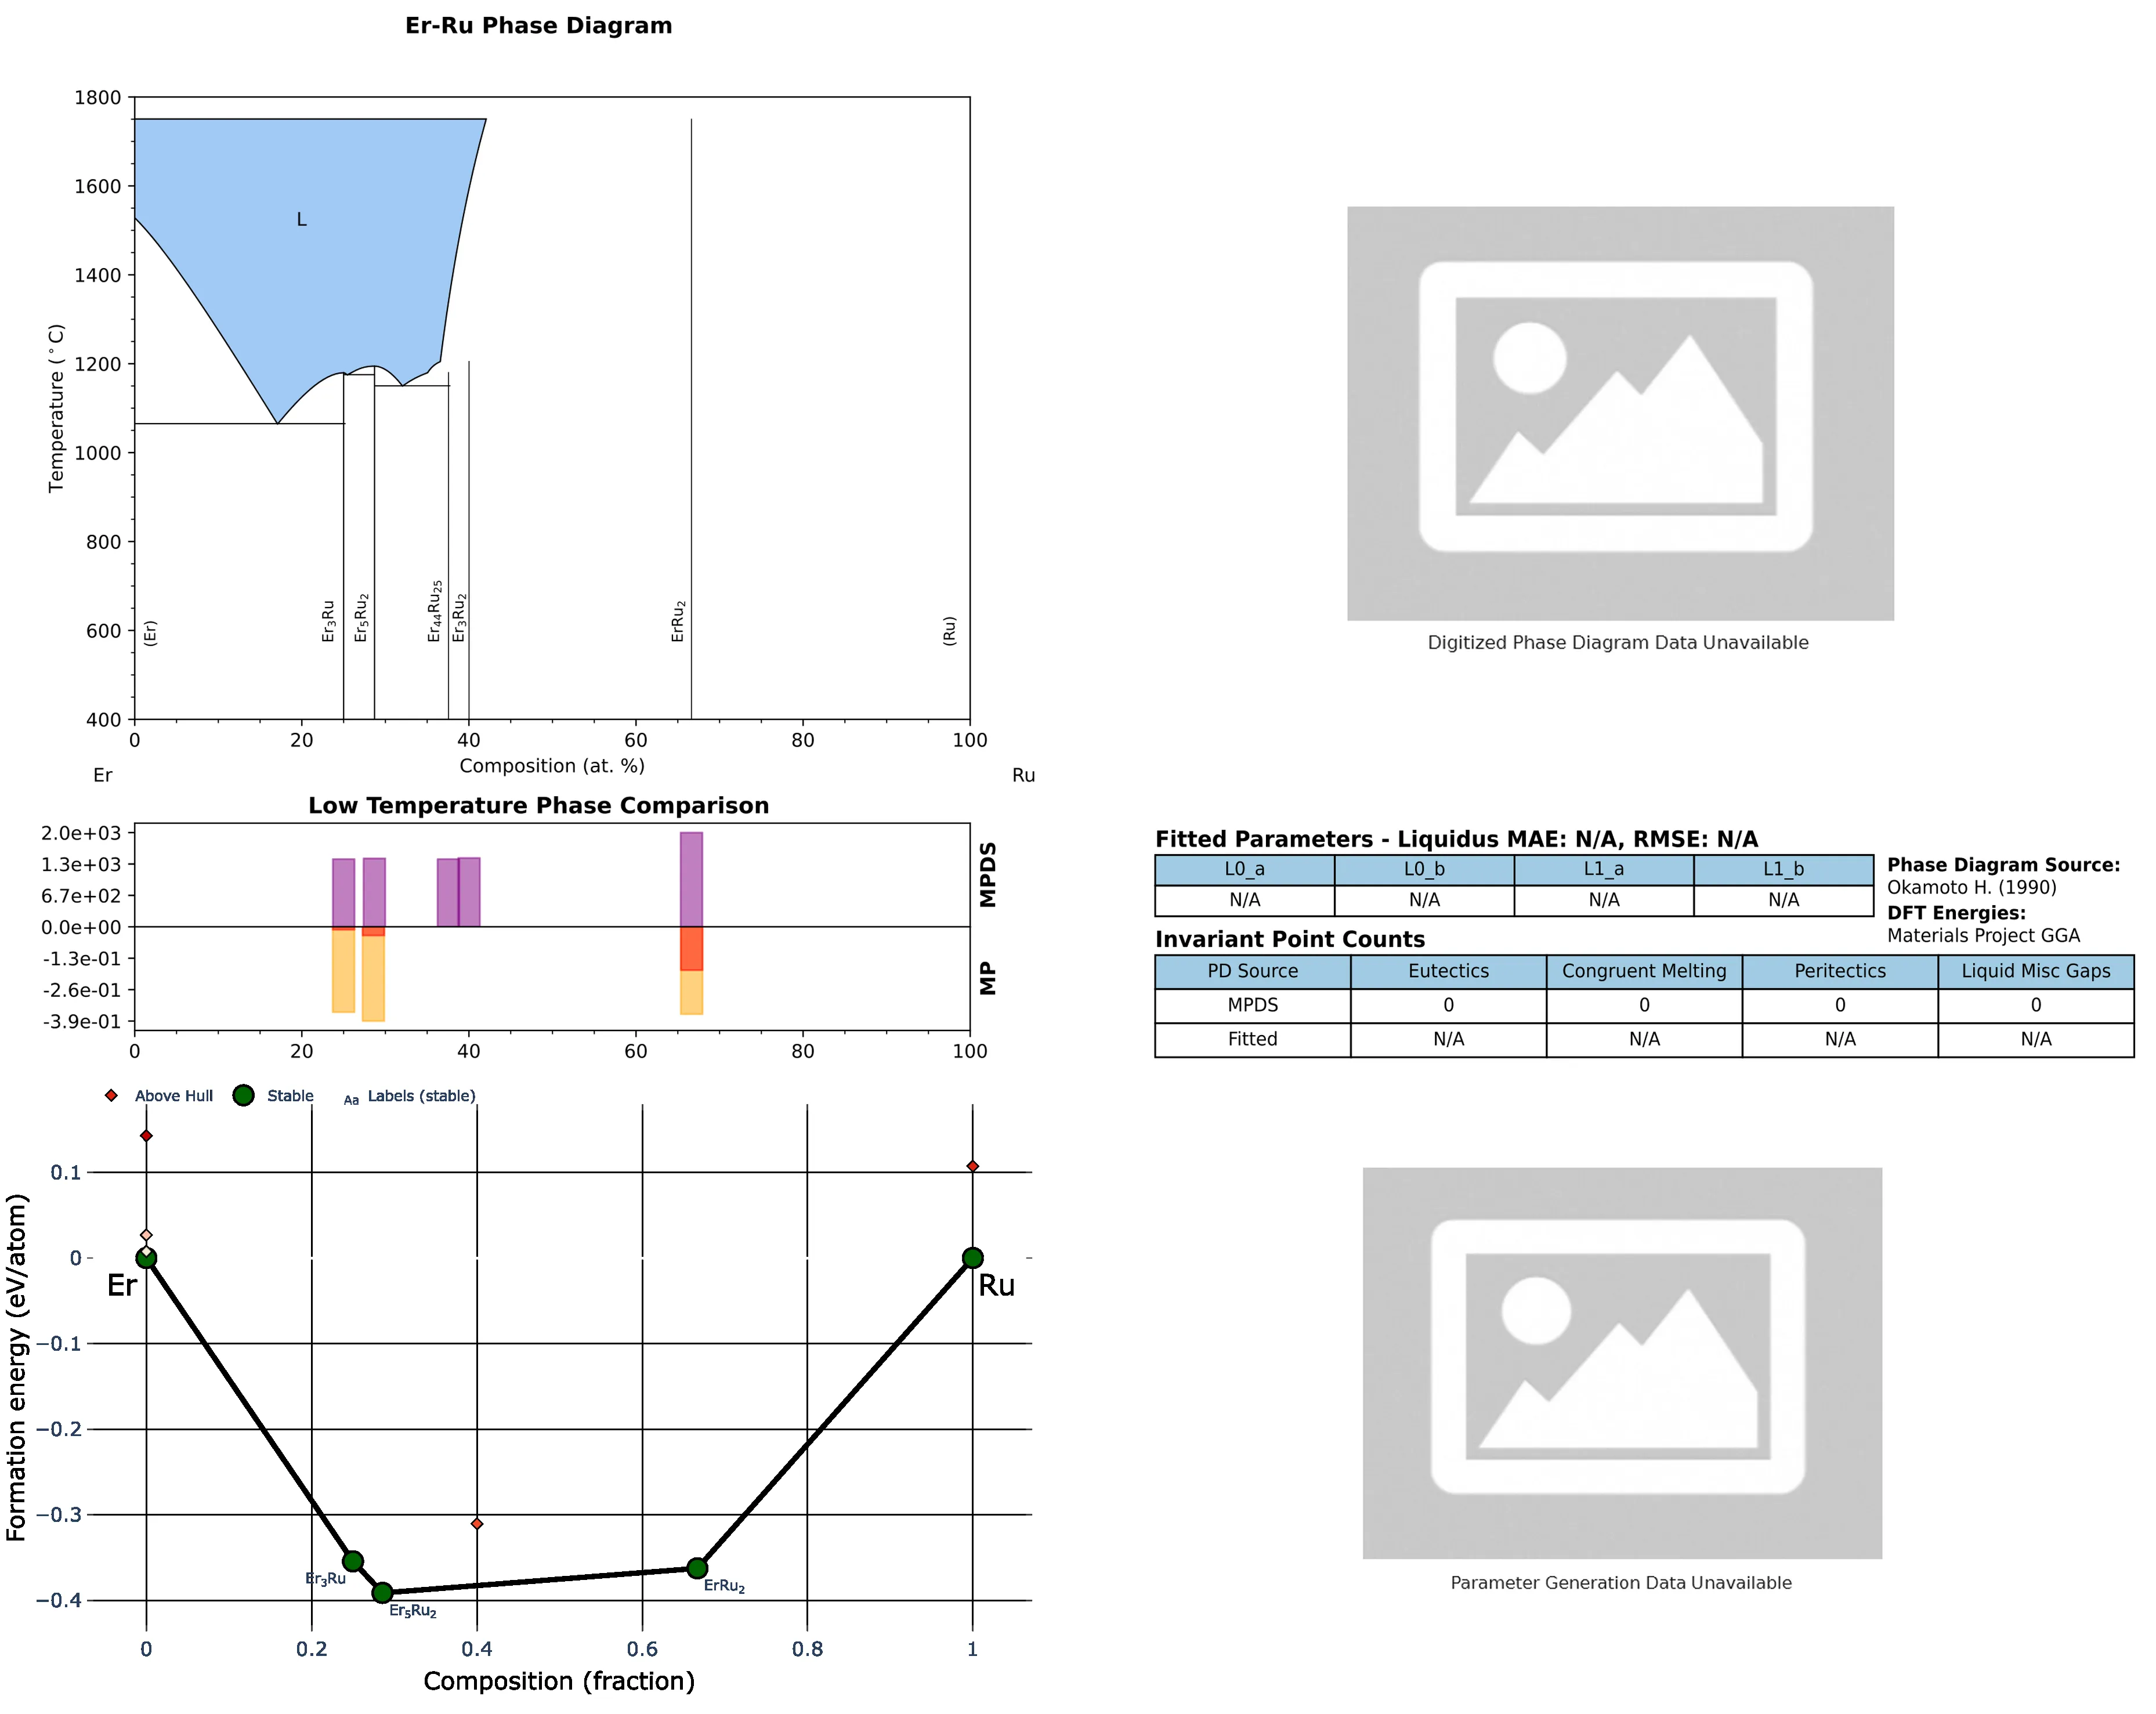 Er-Ru Phase Diagram
1800
1600
1400
1200
1000
800
600
400
Temperature (°C)
L
(Er)
Er3Ru
Er5Ru2
Er44Ru25
Er3Ru2
ErRu2
(Ru)
0 20 40 60 80 100
Composition (at. %)
Er
Ru
Digitized Phase Diagram Data Unavailable
Low Temperature Phase Comparison
2.0e+03
1.3e+03
6.7e+02
0.0e+00
-1.3e-01
-2.6e-01
-3.9e-01
MPDS
MP
0 20 40 60 80 100
Fitted Parameters - Liquidus MAE: N/A, RMSE: N/A
L0_a L0_b L1_a L1_b
N/A N/A N/A N/A
Phase Diagram Source:
Okamoto H. (1990)
DFT Energies:
Materials Project GGA
Invariant Point Counts
PD Source Eutectics Congruent Melting Peritectics Liquid Misc Gaps
MPDS 0 0 0 0
Fitted N/A N/A N/A N/A
Above Hull Stable Aa Labels (stable)
0.1
0
−0.1
−0.2
−0.3
−0.4
Formation energy (eV/atom)
Er
Ru
Er3Ru
Er5Ru2
ErRu2
0 0.2 0.4 0.6 0.8 1
Composition (fraction)
Parameter Generation Data Unavailable